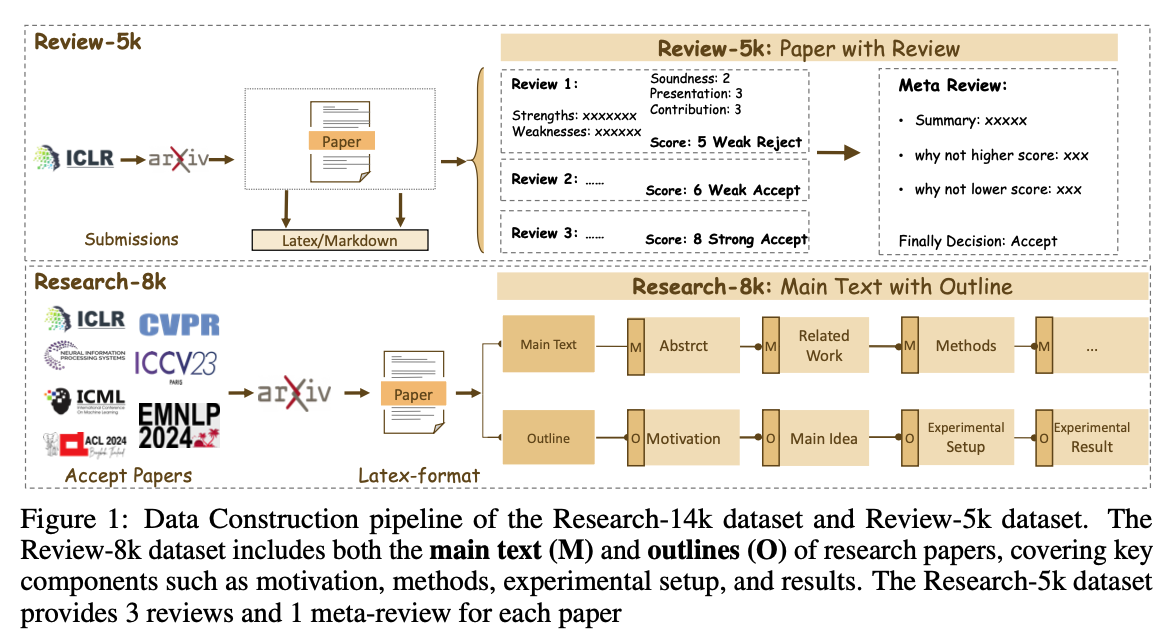 Review-5k
Review-5k: Paper with Review
Review 1:
Soundness: 2
Presentation: 3
Contribution: 3
Strengths: xxxxxxx
Weaknesses: xxxxxx
Score: 5 Weak Reject
Review 2: ......
Score: 6 Weak Accept
Review 3: ......
Score: 8 Strong Accept
Meta Review:
• Summary: xxxxx
• why not higher score: xxx
• why not lower score: xxx
Finally Decision: Accept
ICLR
arXiv
Paper
Submissions
Latex/Markdown
Research-8k
Research-8k: Main Text with Outline
ICLR
CVPR
NEURAL INFORMATION
PROCESSING SYSTEMS
ICCV23
PARIS
ICML
International Conference
On Machine Learning
EMNLP
2024
ACL 2024
Bangkok, Thailand
Accept Papers
arXiv
Paper
Latex-format
Main Text
M
Abstrct
M
Related
Work
M
Methods
M
...
Outline
O
Motivation
O
Main Idea
O
Experimental
Setup
O
Experimental
Result
Figure 1: Data Construction pipeline of the Research-14k dataset and Review-5k dataset. The
Review-8k dataset includes both the main text (M) and outlines (O) of research papers, covering key
components such as motivation, methods, experimental setup, and results. The Research-5k dataset
provides 3 reviews and 1 meta-review for each paper